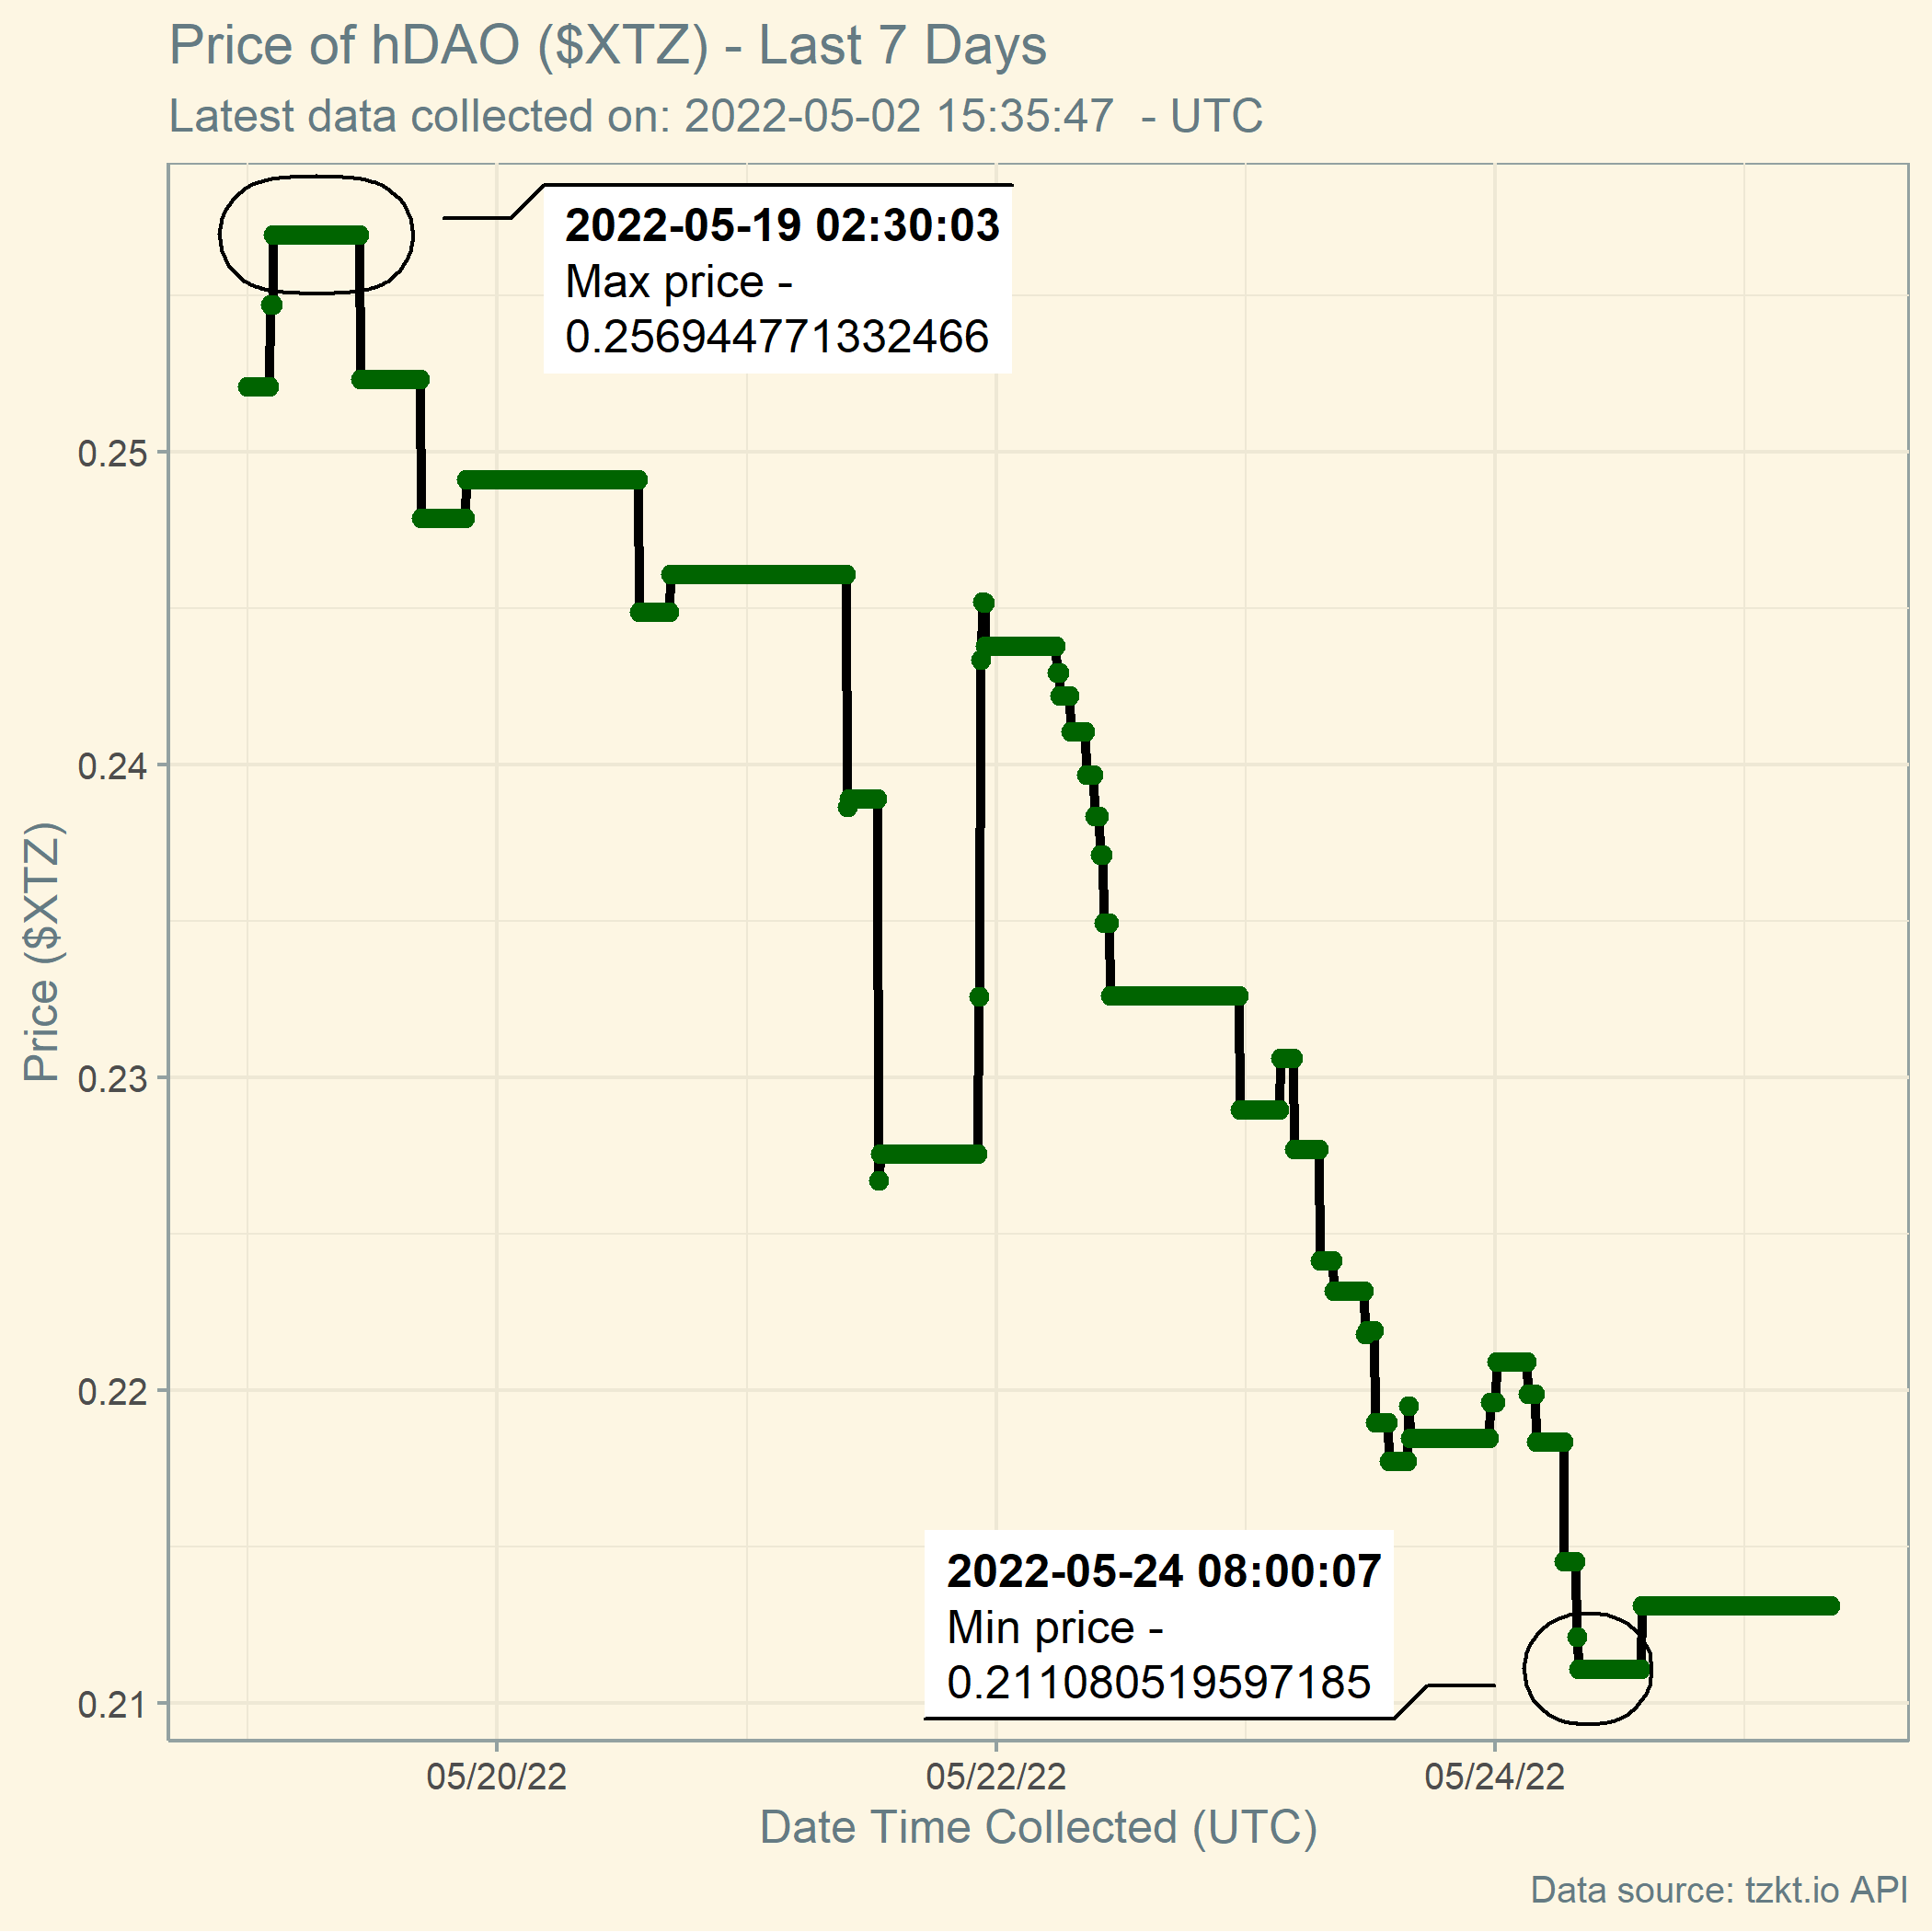 Price of hDAO ($XTZ) - Last 7 Days
Latest data collected on: 2022-05-02 15:35:47  - UTC
2022-05-19 02:30:03
Max price -
0.256944771332466
0.25
0.24
0.23
0.22
0.21
Price ($XTZ)
2022-05-24 08:00:07
Min price -
0.211080519597185
05/20/22
05/22/22
05/24/22
Date Time Collected (UTC)
Data source: tzkt.io API